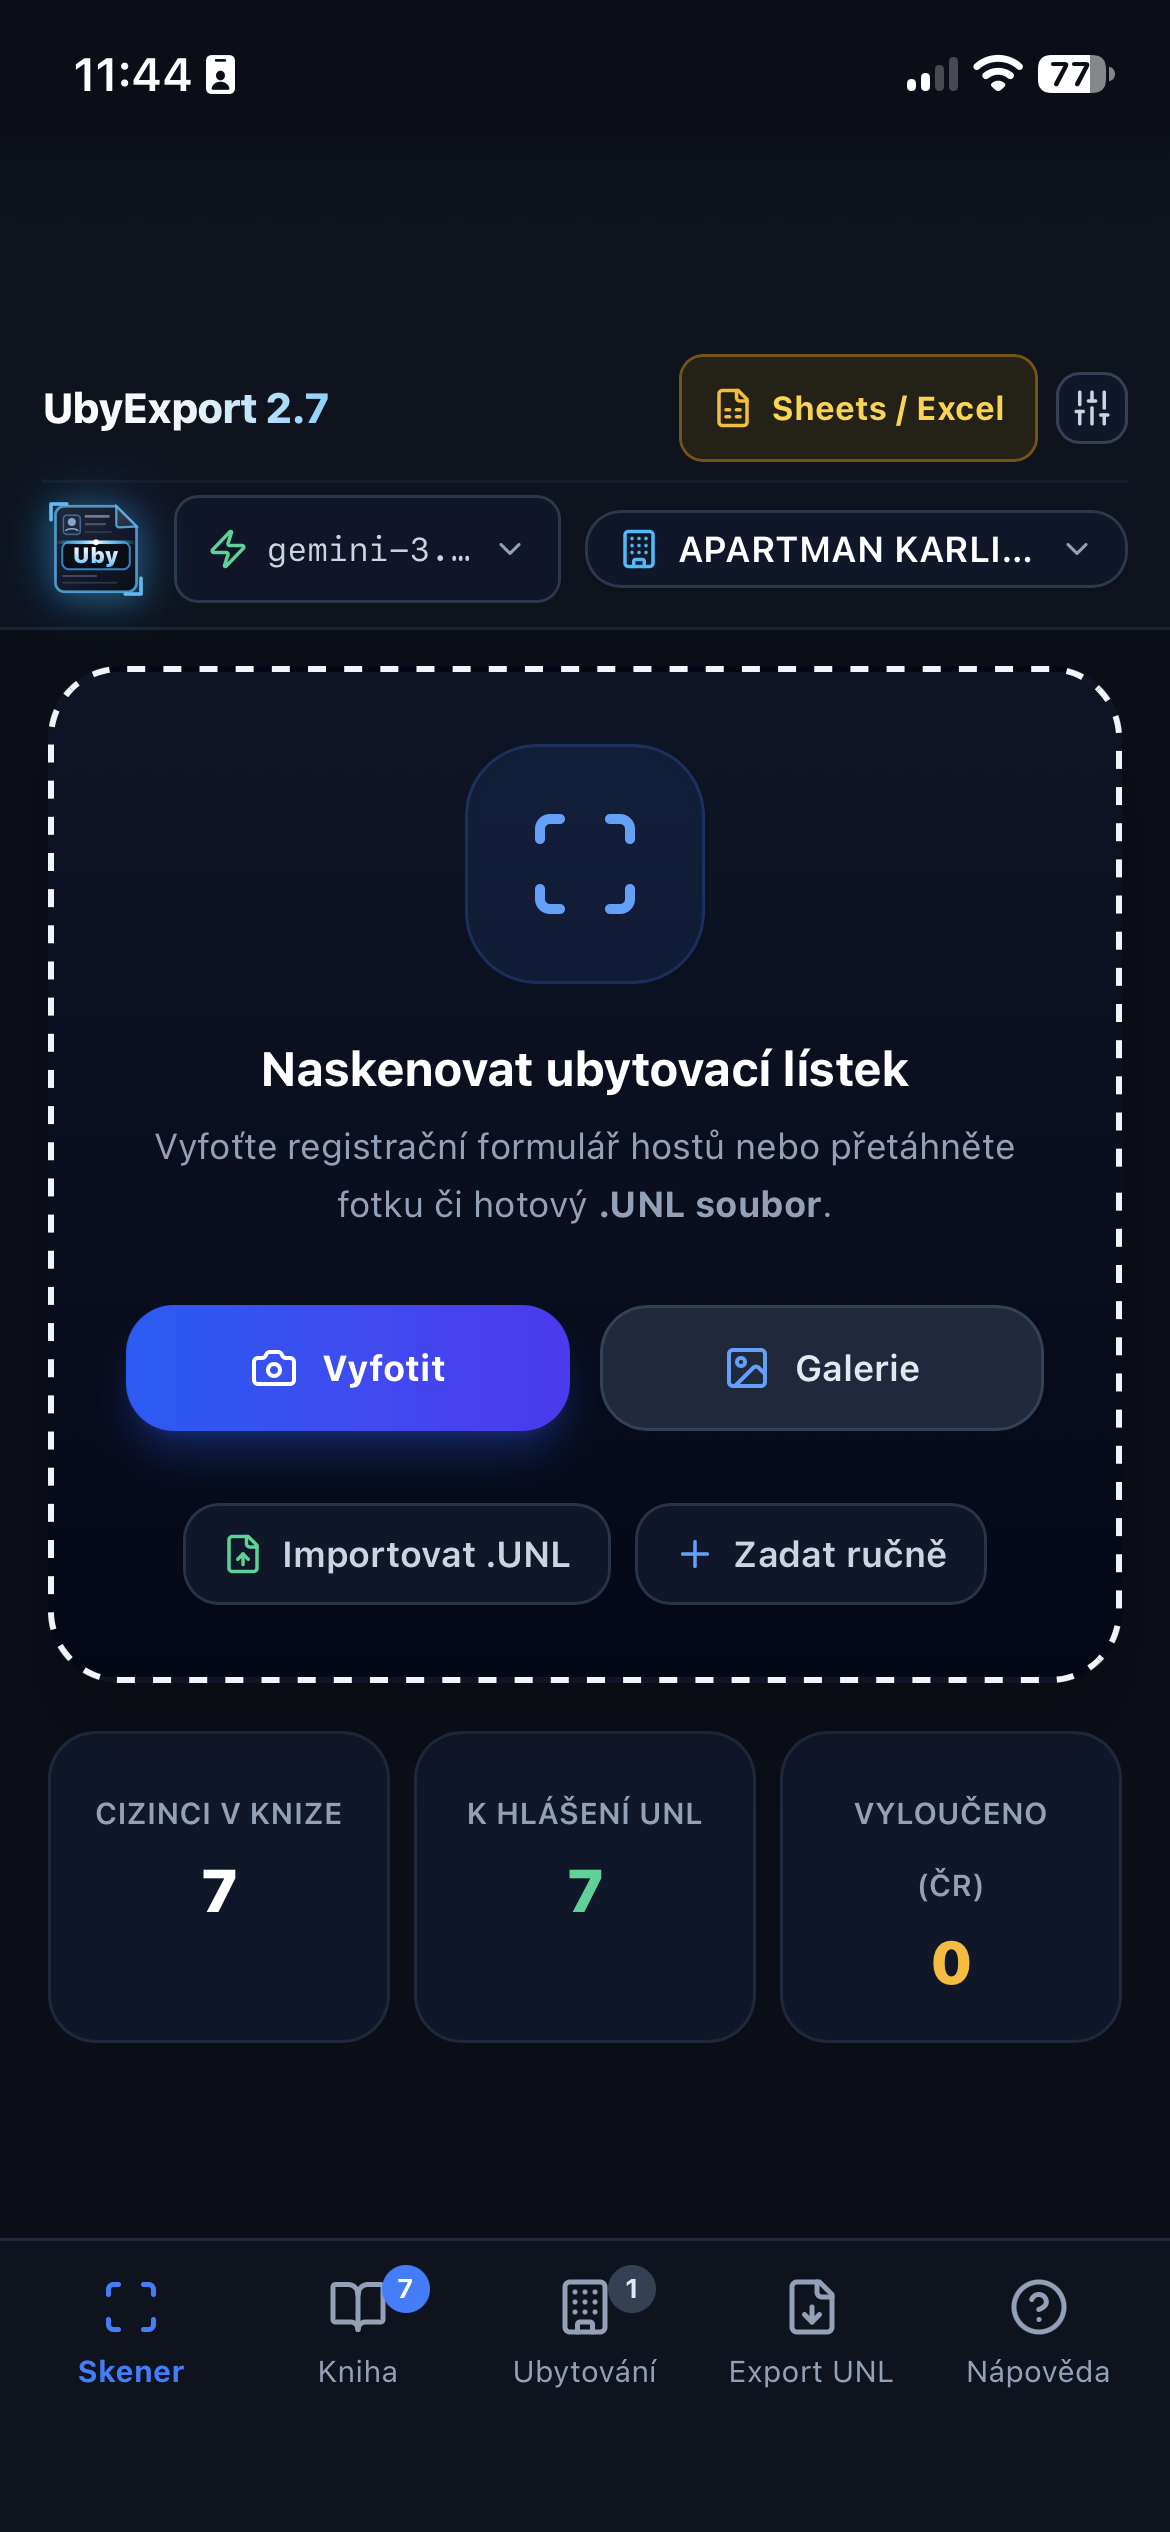 11:44
77
UbyExport 2.7
Sheets / Excel
Uby
gemini-3.…
APARTMAN KARLI...
Naskenovat ubytovací lístek
Vyfoťte registrační formulář hostů nebo přetáhněte
fotku či hotový .UNL soubor.
Vyfotit
Galerie
Importovat .UNL
Zadat ručně
CIZINCI V KNIZE
7
K HLÁŠENÍ UNL
7
VYLOUČENO
(ČR)
0
7
1
Skener
Kniha
Ubytování
Export UNL
Nápověda